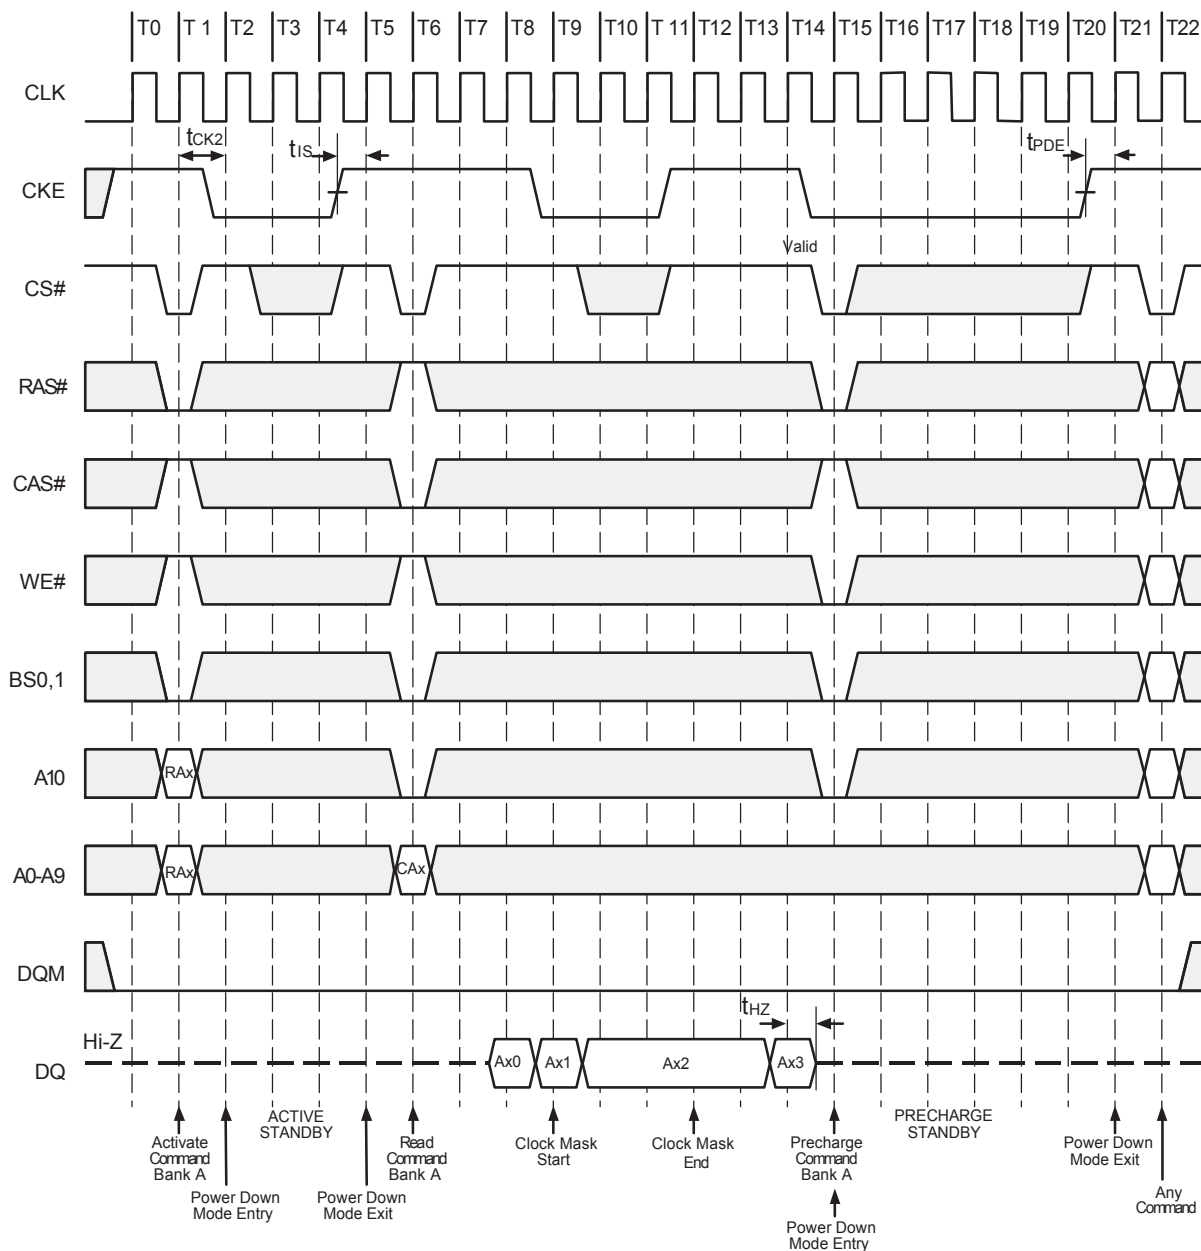 T0 T 1 T2 T3 T4 T5 T6 T7 T8 T9 T10 T 11 T12 T13 T14 T15 T16 T17 T18 T19 T20 T21 T22
CLK
tCK2
tIS
tPDE
CKE
Valid
CS#
RAS#
CAS#
WE#
BS0,1
A10
RAx
A0-A9
RAx
CAx
DQM
tHZ
Hi-Z
DQ
Ax0 Ax1 Ax2 Ax3
Activate
Command
Bank A
Power Down
Mode Entry
ACTIVE
STANDBY
Power Down
Mode Exit
Read
Command
Bank A
Clock Mask
Start
Clock Mask
End
Precharge
Command
Bank A
Power Down
Mode Entry
PRECHARGE
STANDBY
Power Down
Mode Exit
Any
Command